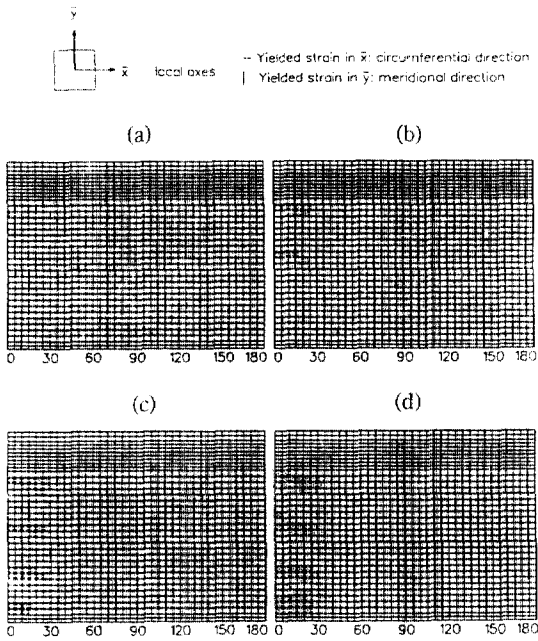 ȳ
x̄ local axes
– Yielded strain in x̄: circumferential direction
| Yielded strain in ȳ: meridional direction
(a) (b)
0 30 60 90 120 150 180 0 30 60 90 120 150 180
(c) (d)
0 30 60 90 120 150 180 0 30 60 90 120 150 180